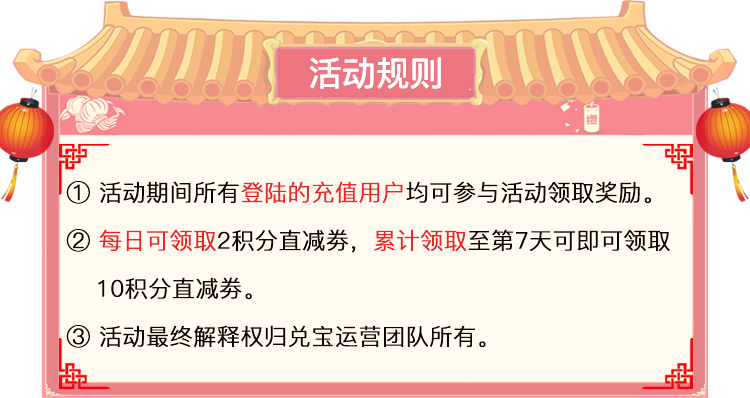 活动规则
① 活动期间所有登陆的充值用户均可参与活动领取奖励。
② 每日可领取2积分直减券，累计领取至第7天可即可领取
10积分直减券。
③ 活动最终解释权归兑宝运营团队所有。